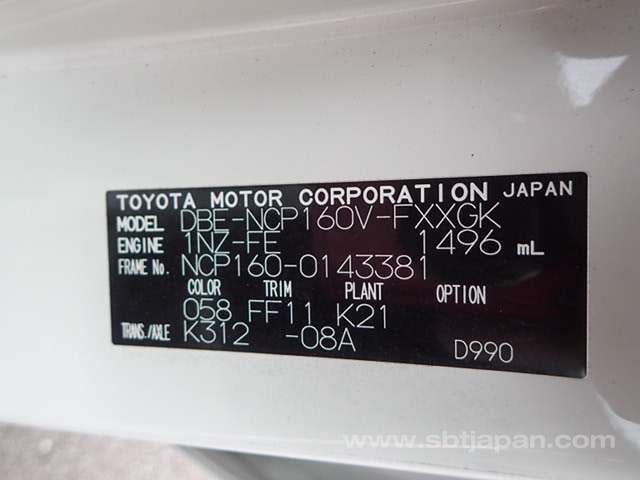 TOYOTA MOTOR CORPORATION JAPAN
MODEL DBE-NCP160V-FXXGK
ENGINE 1NZ-FE 1496 mL
FRAME No. NCP160-0143381
COLOR TRIM PLANT OPTION
058 FF11 K21
TRANS./AXLE K312 -08A
D990
www.sbtjapan.com